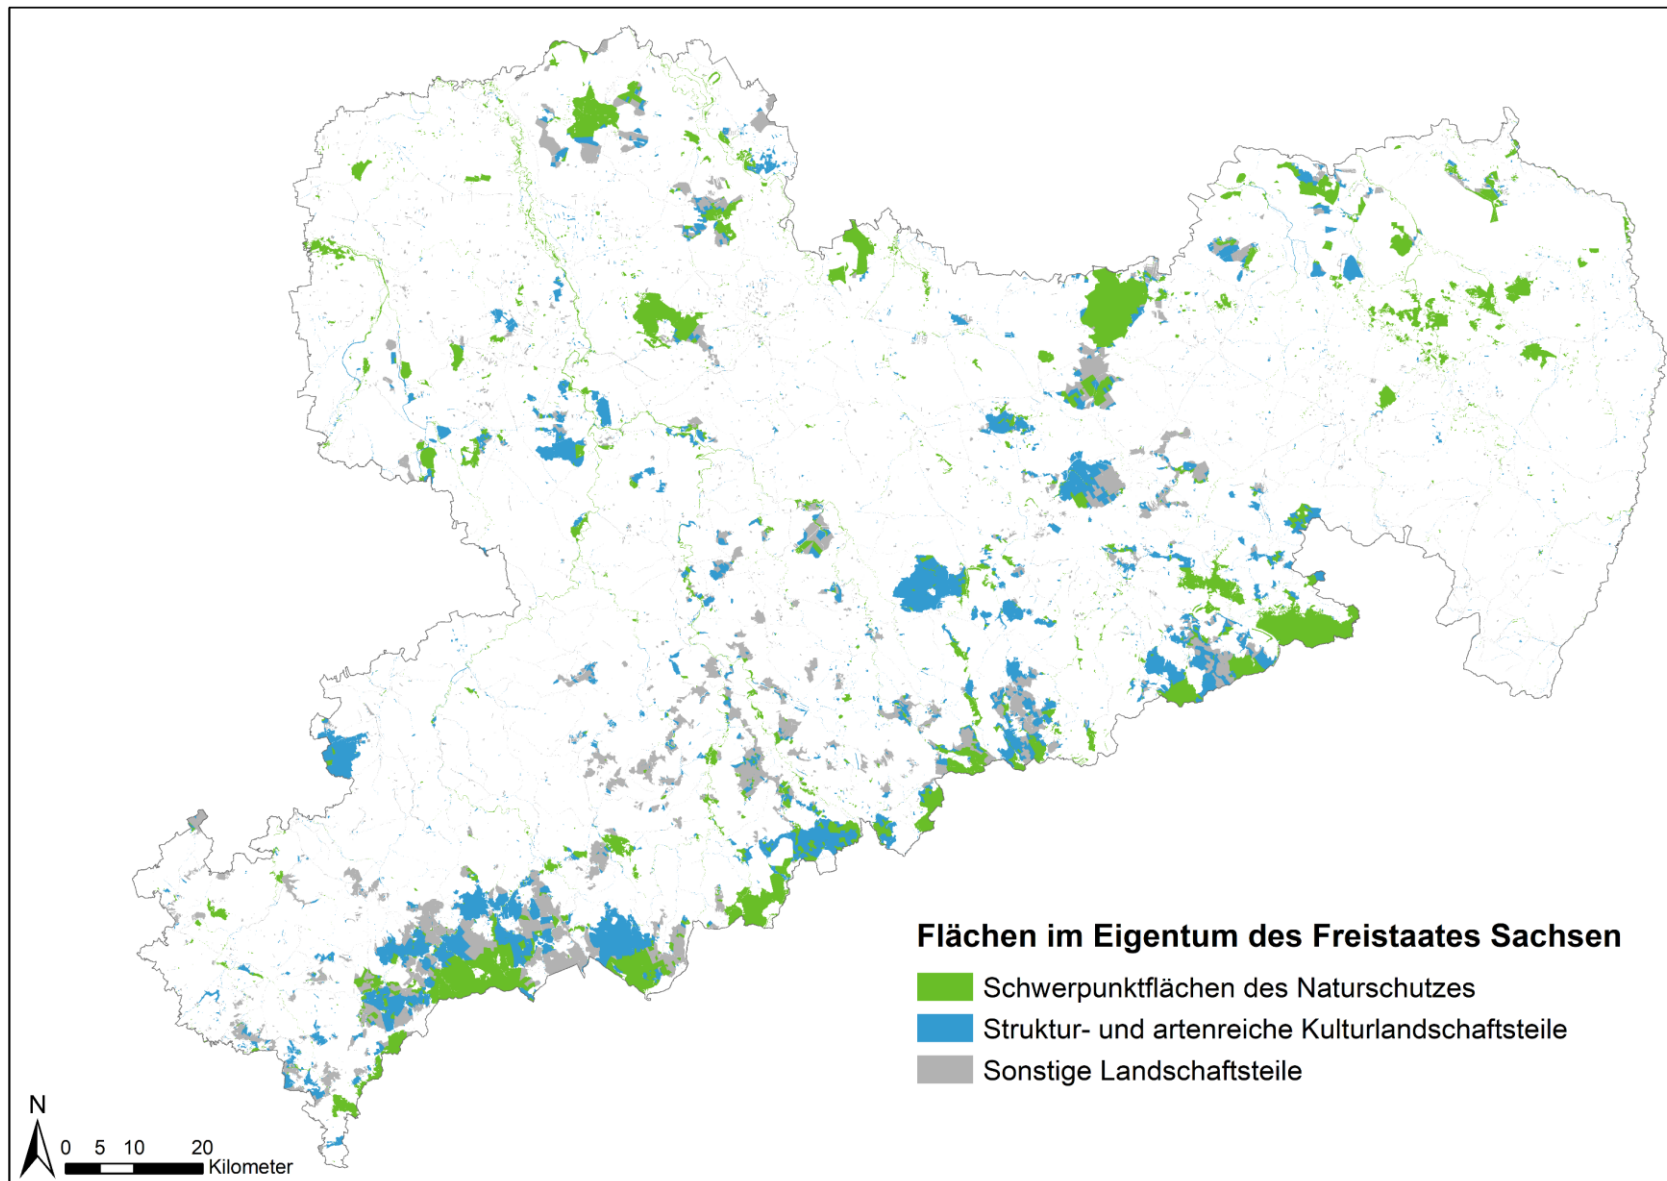 Flächen im Eigentum des Freistaates Sachsen
Schwerpunktflächen des Naturschutzes
Struktur- und artenreiche Kulturlandschaftsteile
Sonstige Landschaftsteile
N
0 5 10 20
Kilometer